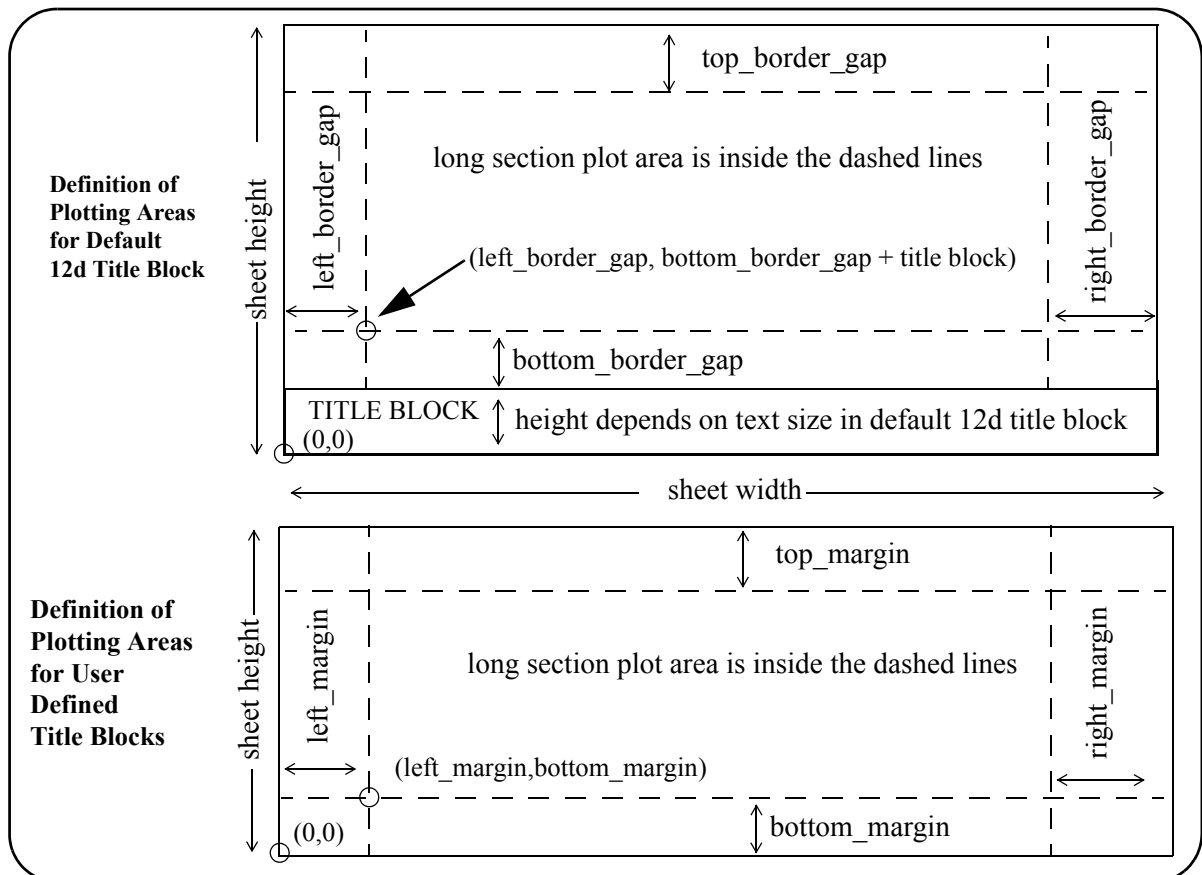 top_border_gap
left_border_gap
right_border_gap
long section plot area is inside the dashed lines
Definition of
Plotting Areas
for Default
12d Title Block
sheet height
(left_border_gap, bottom_border_gap + title block)
bottom_border_gap
TITLE BLOCK
height depends on text size in default 12d title block
(0,0)
sheet width
top_margin
Definition of
Plotting Areas
for User
Defined
Title Blocks
sheet height
left_margin
right_margin
long section plot area is inside the dashed lines
(left_margin,bottom_margin)
(0,0)
bottom_margin